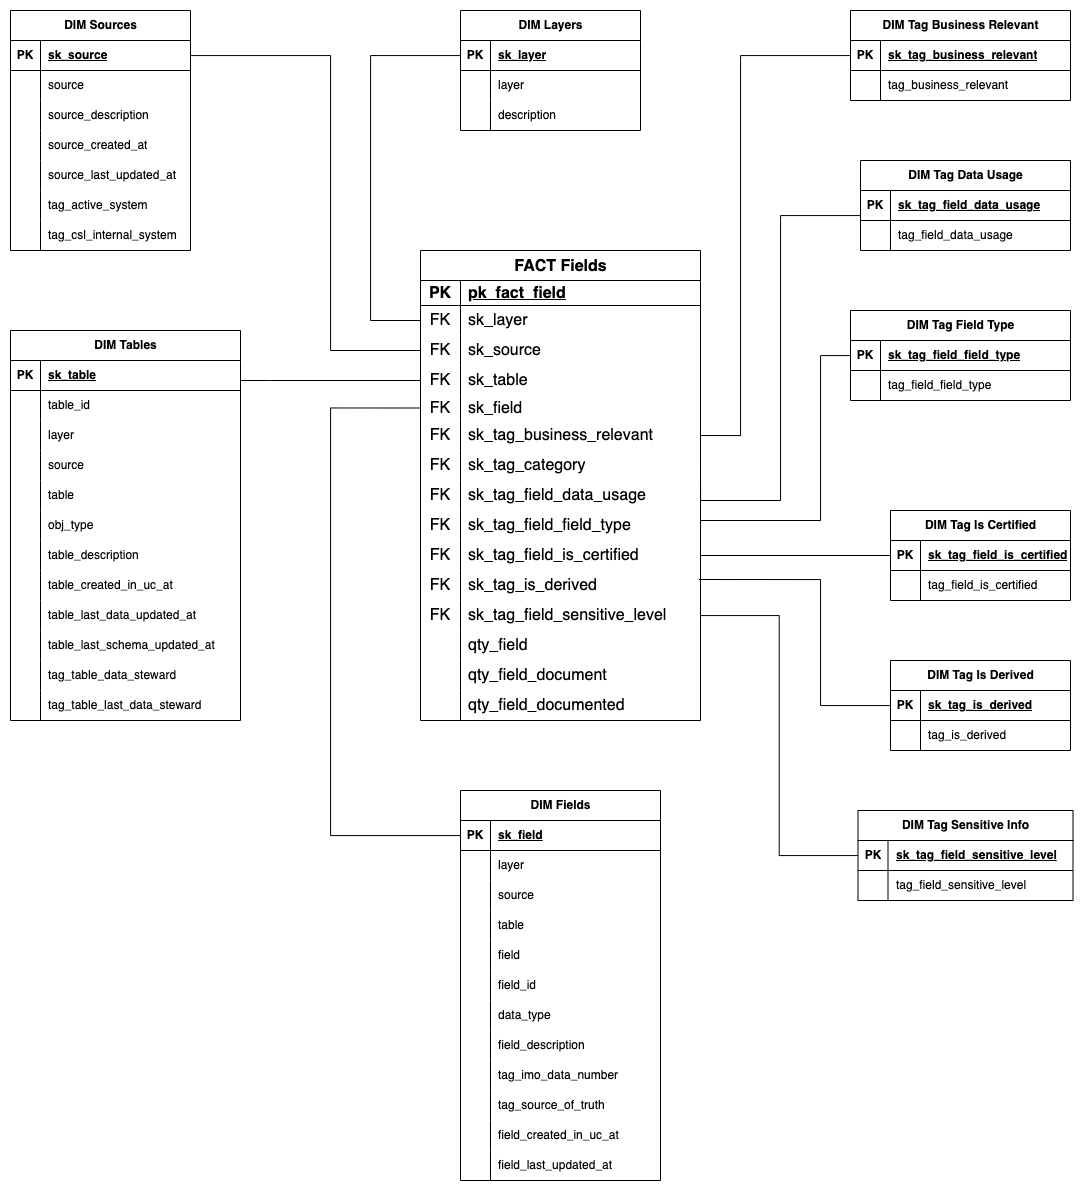 DIM Sources
PK sk_source
source
source_description
source_created_at
source_last_updated_at
tag_active_system
tag_csl_internal_system
DIM Layers
PK sk_layer
layer
description
DIM Tag Business Relevant
PK sk_tag_business_relevant
tag_business_relevant
DIM Tag Data Usage
PK sk_tag_field_data_usage
tag_field_data_usage
DIM Tables
PK sk_table
table_id
layer
source
table
obj_type
table_description
table_created_in_uc_at
table_last_data_updated_at
table_last_schema_updated_at
tag_table_data_steward
tag_table_last_data_steward
FACT Fields
PK pk_fact_field
FK sk_layer
FK sk_source
FK sk_table
FK sk_field
FK sk_tag_business_relevant
FK sk_tag_category
FK sk_tag_field_data_usage
FK sk_tag_field_field_type
FK sk_tag_field_is_certified
FK sk_tag_is_derived
FK sk_tag_field_sensitive_level
qty_field
qty_field_document
qty_field_documented
DIM Tag Field Type
PK sk_tag_field_field_type
tag_field_field_type
DIM Tag Is Certified
PK sk_tag_field_is_certified
tag_field_is_certified
DIM Tag Is Derived
PK sk_tag_is_derived
tag_is_derived
DIM Tag Sensitive Info
PK sk_tag_field_sensitive_level
tag_field_sensitive_level
DIM Fields
PK sk_field
layer
source
table
field
field_id
data_type
field_description
tag_imo_data_number
tag_source_of_truth
field_created_in_uc_at
field_last_updated_at